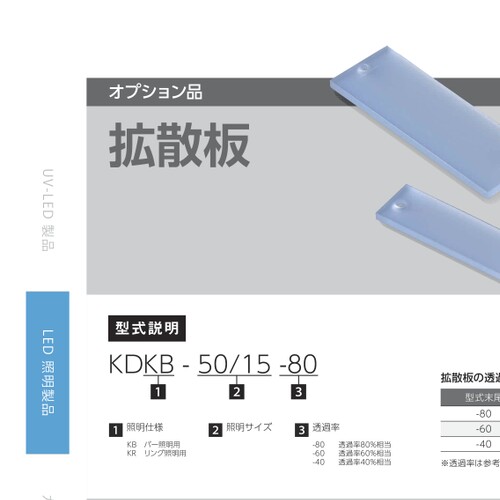 オプション品
拡散板
UV-LED 製品
LED 照明製品
型式説明
KDKB - 50/15 -80
1 2 3
1 照明仕様
KB バー照明用
KR リング照明用
2 照明サイズ
3 透過率
-80 透過率80%相当
-60 透過率60%相当
-40 透過率40%相当
拡散板の透過
型式末尾
-80
-60
-40
※透過率は参考